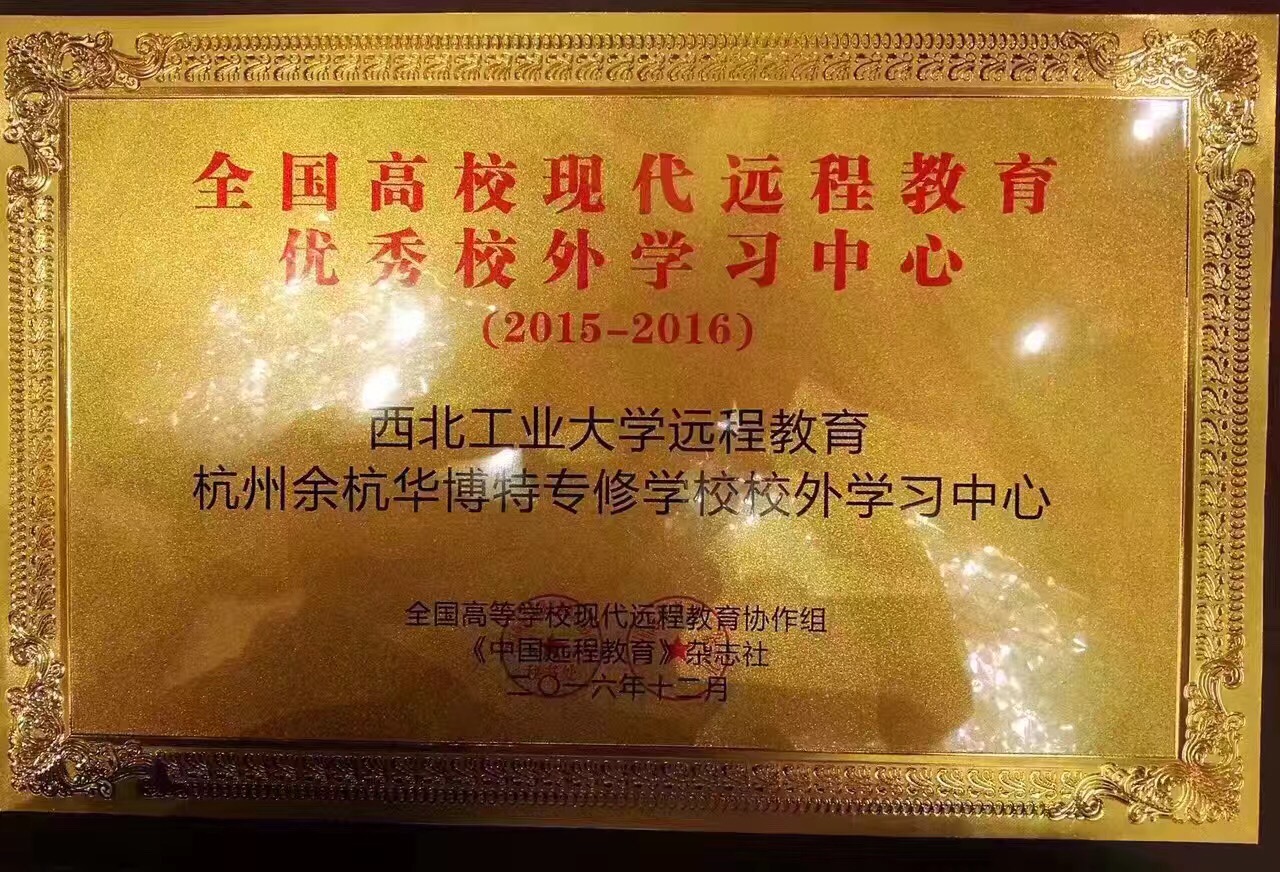 全国高校现代远程教育
优秀校外学习中心
(2015-2016)
西北工业大学远程教育
杭州余杭华博特专修学校校外学习中心
全国高等学校现代远程教育协作组
《中国远程教育》杂志社
二〇一六年十二月